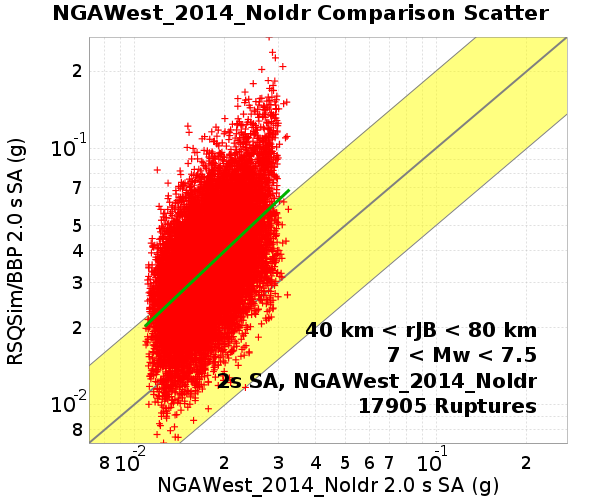 NGAWest_2014_NoIdr Comparison Scatter
RSQSim/BBP 2.0 s SA (g)
2
10-1
7
5
4
3
2
10-2
8
40 km < rJB < 80 km
7 < Mw < 7.5
2s SA, NGAWest_2014_NoIdr
17905 Ruptures
8 10-2 2 3 4 5 6 7 10-1 2
NGAWest_2014_NoIdr 2.0 s SA (g)